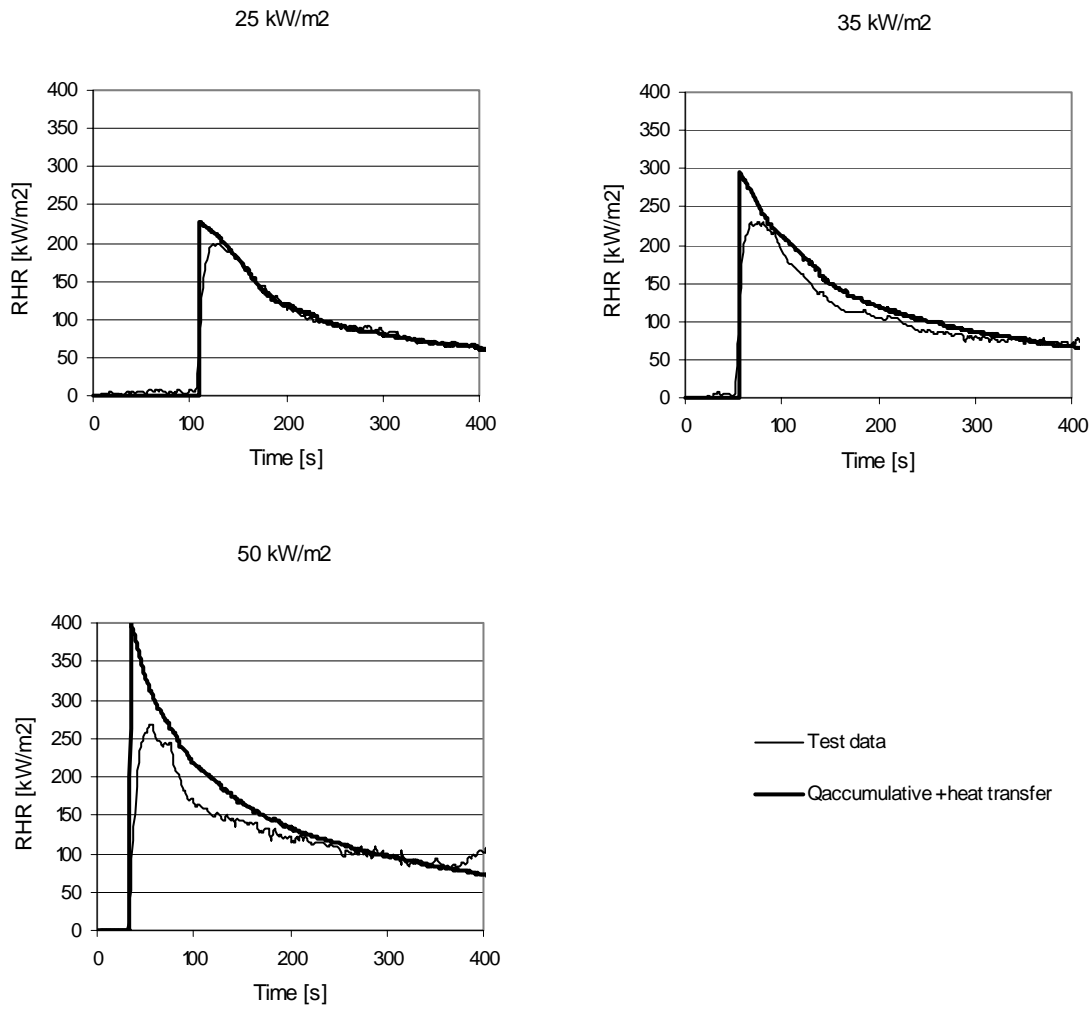 25 kW/m2
400
350
300
250
200
150
100
50
0
RHR [kW/m2]
0 100 200 300 400
Time [s]
35 kW/m2
400
350
300
250
200
150
100
50
0
RHR [kW/m2]
0 100 200 300 400
Time [s]
50 kW/m2
400
350
300
250
200
150
100
50
0
RHR [kW/m2]
0 100 200 300 400
Time [s]
Test data
Qaccumulative +heat transfer